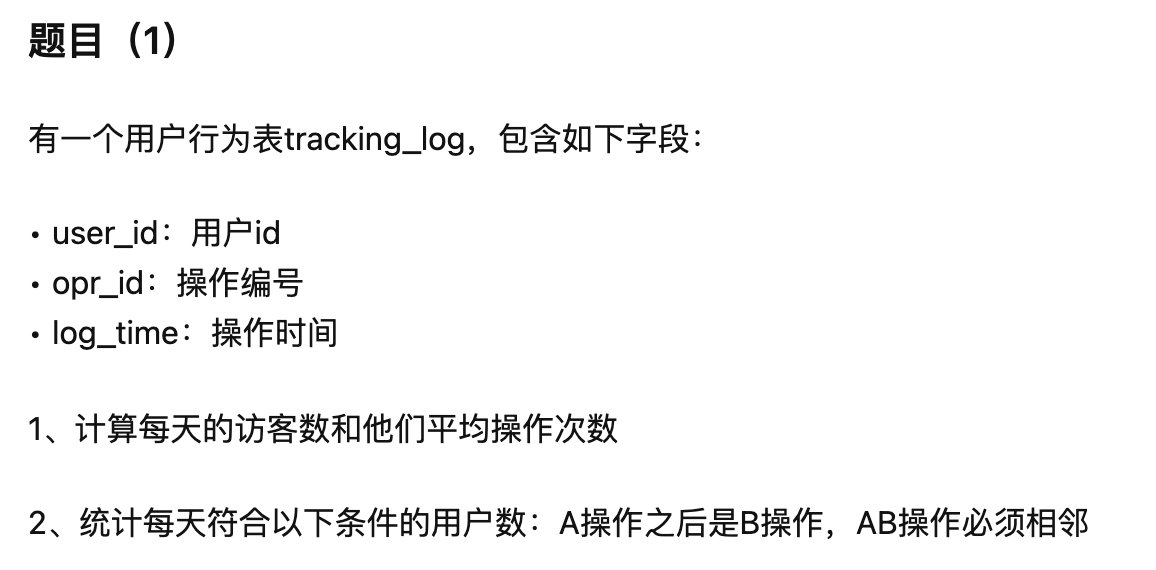 题目（1）
有一个用户行为表tracking_log，包含如下字段：
• user_id：用户id
• opr_id：操作编号
• log_time：操作时间
1、计算每天的访客数和他们平均操作次数
2、统计每天符合以下条件的用户数：A操作之后是B操作，AB操作必须相邻